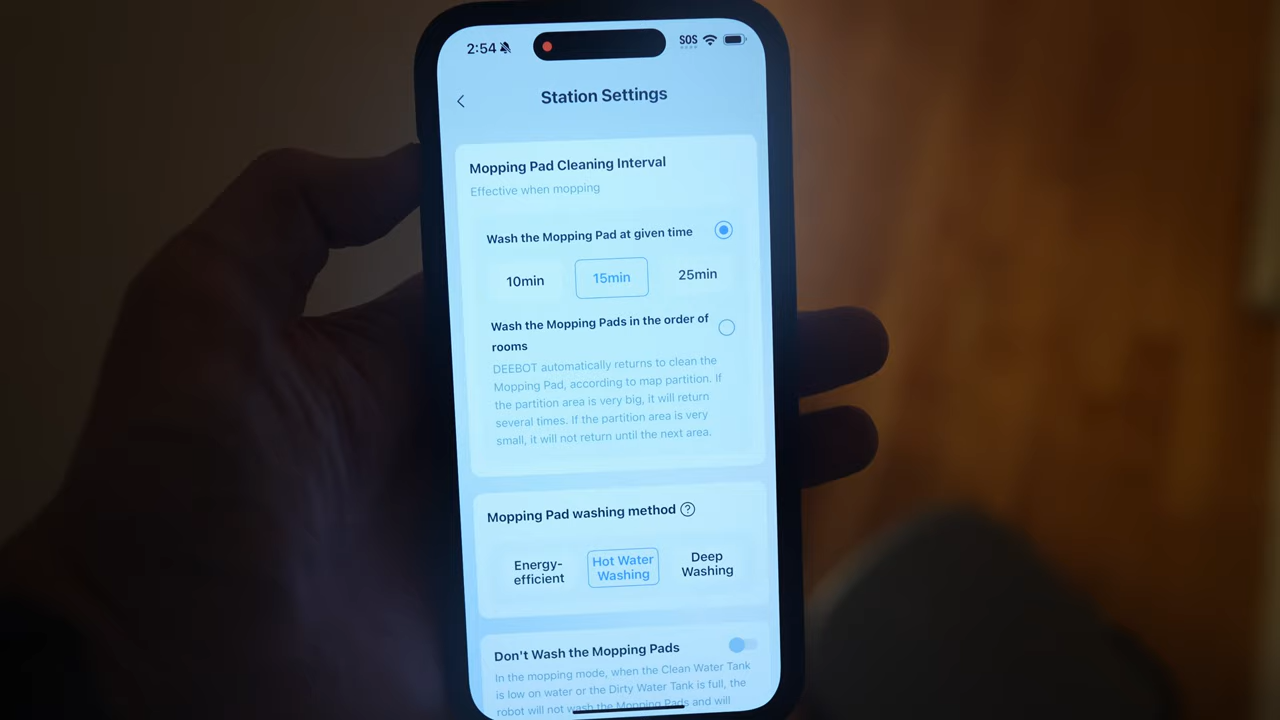 2:54 SOS
Station Settings
Mopping Pad Cleaning Interval
Effective when mopping
Wash the Mopping Pad at given time
10min 15min 25min
Wash the Mopping Pads in the order of
rooms
DEEBOT automatically returns to clean the
Mopping Pad, according to map partition. If
the partition area is very big, it will return
several times. If the partition area is very
small, it will not return until the next area.
Mopping Pad washing method ?
Energy-
efficient
Hot Water
Washing
Deep
Washing
Don't Wash the Mopping Pads
In the mopping mode, when the Clean Water Tank
is low on water or the Dirty Water Tank is full, the
robot will not wash the Mopping Pads and will